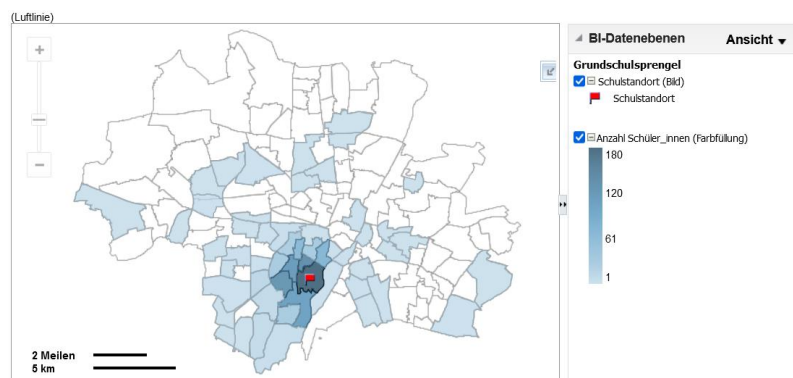 (Luftlinie)
2 Meilen
5 km
BI-Datenebenen Ansicht
Grundschulsprengel
Schulstandort (Bild)
Schulstandort
Anzahl Schüler_innen (Farbfüllung)
180
120
61
1